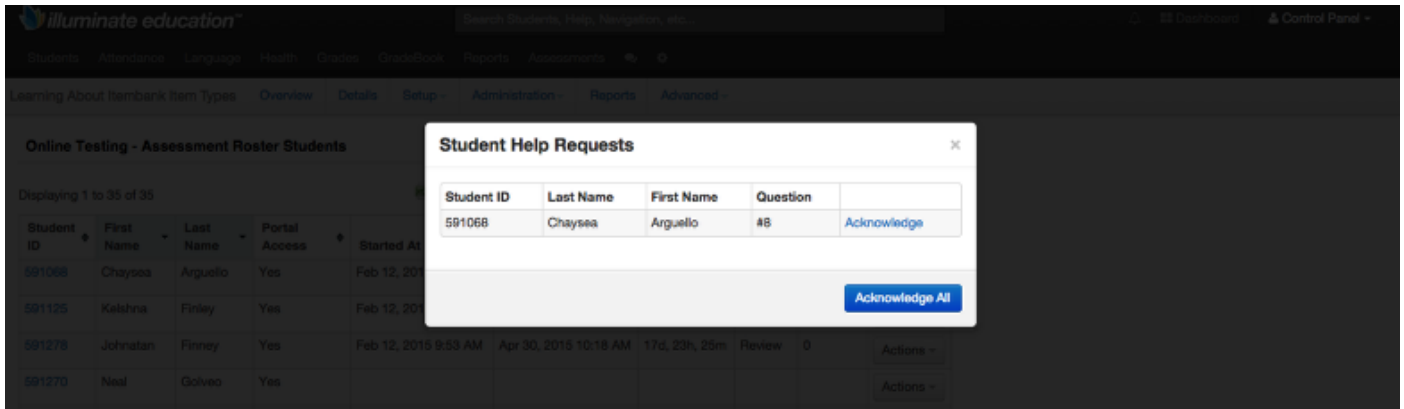 illuminate education™
Search Students, Help, Navigation, etc...
Dashboard
Control Panel
Students Attendance Language Health Grades GradeBook Reports Assessments
Learning About Itembank Item Types Overview Details Setup Administration Reports Advanced
Online Testing - Assessment Roster Students
Displaying 1 to 35 of 35
Student ID First Name Last Name Portal Access Started At
591068 Chaysea Arguello Yes Feb 12, 201
591125 Yes Feb 12, 201
591278 Johnatan Finney Yes Feb 12, 2015 9:53 AM Apr 30, 2015 10:18 AM 17d, 23h, 25m Review 0 Actions
591270 Neal Yes Actions
Student Help Requests ×
Student ID Last Name First Name Question
591068 Chaysea Arguello #8 Acknowledge
Acknowledge All